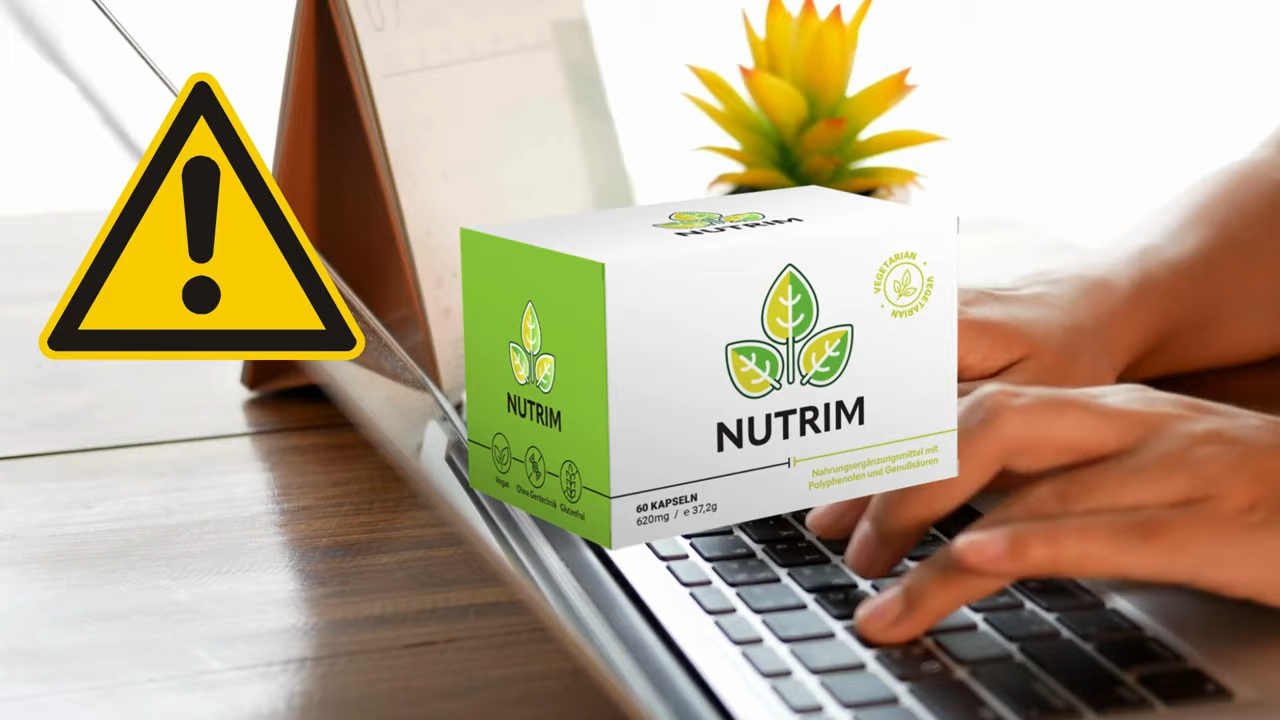 NUTRIM
VEGETARIAN
VEGETARIAN
NUTRIM
NUTRIM
Vegan
Ohne Gentechnik
Glutenfrei
60 KAPSELN
620mg / e 37,2g
Nahrungsergänzungsmittel mit
Polyphenolen und Genußsäuren